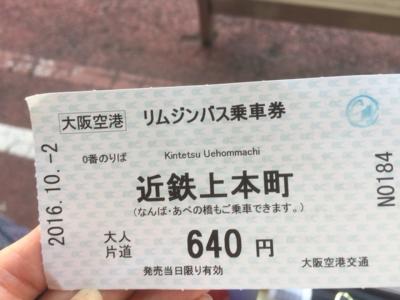 大阪空港 リムジンバス乗車券
0番のりば Kintetsu Uehommachi
近鉄上本町
(なんば・あべの橋もご乗車できます。)
大人
片道
640円
発売当日限り有効 大阪空港交通
2016.10.-2
N0184